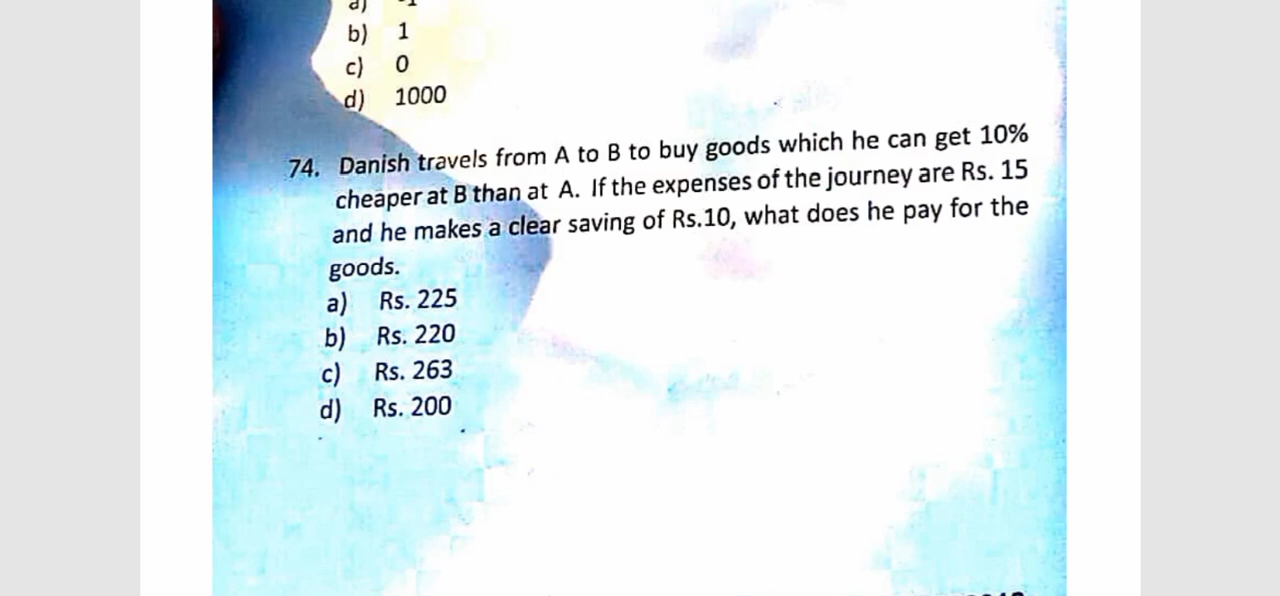 b) 1
c) 0
d) 1000
74. Danish travels from A to B to buy goods which he can get 10%
cheaper at B than at A. If the expenses of the journey are Rs. 15
and he makes a clear saving of Rs.10, what does he pay for the
goods.
a) Rs. 225
b) Rs. 220
c) Rs. 263
d) Rs. 200